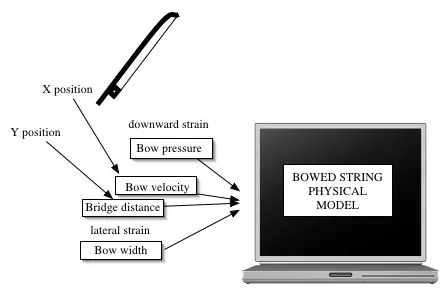 X position
Y position
downward strain
Bow pressure
Bow velocity
Bridge distance
lateral strain
Bow width
BOWED STRING
PHYSICAL
MODEL